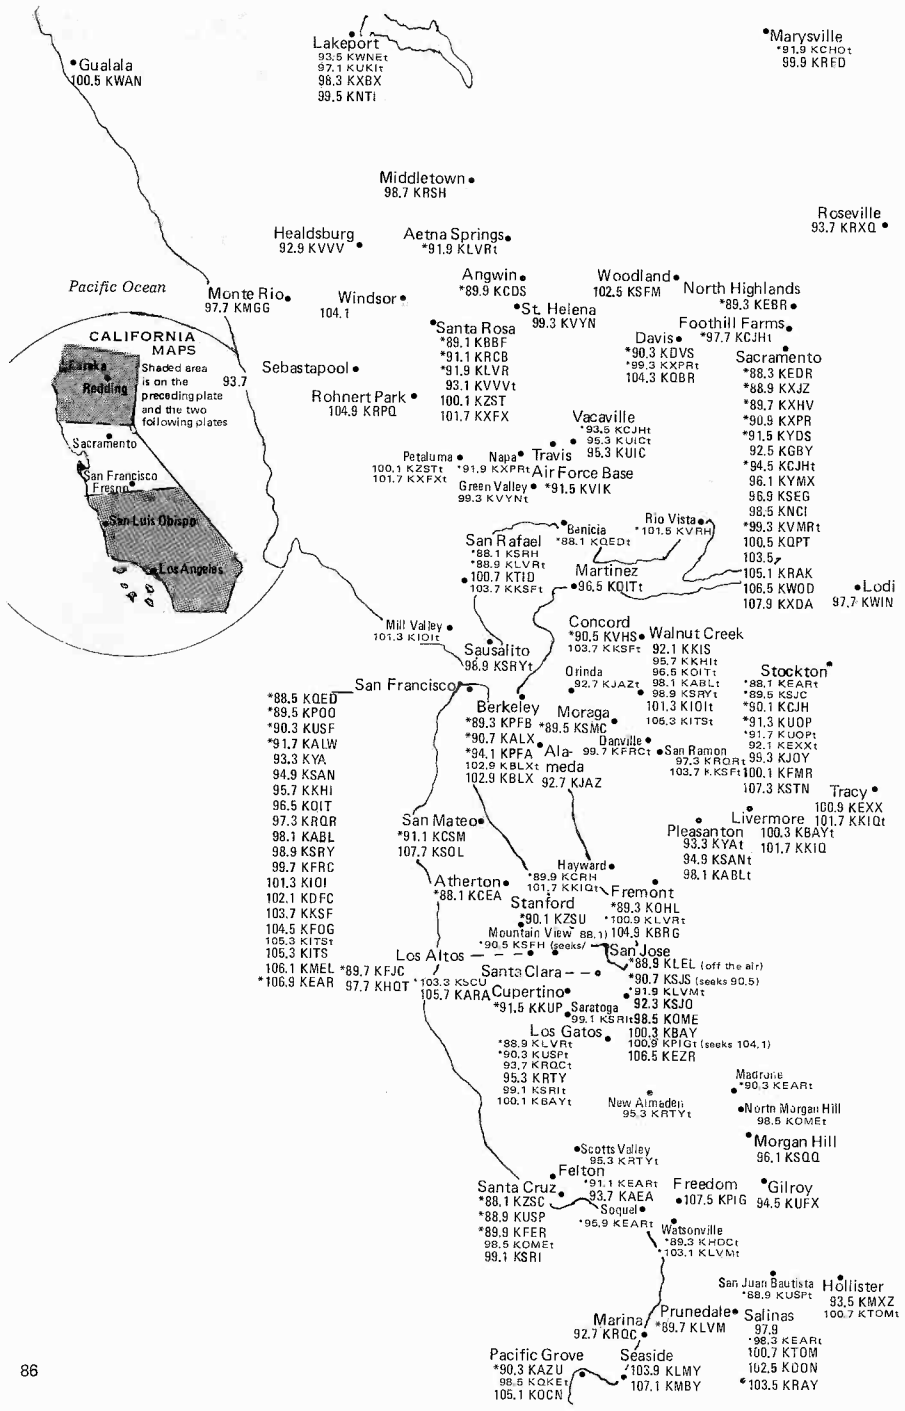 Gualala
100.5 KWAN
Lakeport
93.5 KWNEt
97.1 KUKIt
98.3 KXBX
99.5 KNTI
Marysville
*91.9 KCHOt
99.9 KRFD
Middletown
98.7 KRSH
Roseville
93.7 KRXQ
Healdsburg
92.9 KVVV
Aetna Springs
*91.9 KLVRt
Angwin
*89.9 KCDS
Woodland
102.5 KSFM
North Highlands
*89.3 KEBR
Pacific Ocean
Monte Rio
97.7 KMGG
Windsor
104.1
St. Helena
99.3 KVYN
Foothill Farms
*97.7 KCJHt
Santa Rosa
*89.1 KBBF
*91.1 KRCB
*91.9 KLVR
93.1 KVVVt
100.1 KZST
101.7 KXFX
Davis
*90.3 KDVS
*99.3 KXPRt
104.3 KQBR
Sacramento
*88.3 KEDR
*88.9 KXJZ
*89.7 KXHV
*90.9 KXPR
*91.5 KYDS
92.5 KGBY
*94.5 KCJHt
96.1 KYMX
96.9 KSEG
98.5 KNCI
*99.3 KVMRt
100.5 KQPT
103.5
105.1 KRAK
106.5 KWOD
107.9 KXDA
CALIFORNIA
MAPS
Shaded area
is on the
preceding plate
and the two
following plates
Eureka
Redding
Sacramento
San Francisco
Fresno
San Luis Obispo
Los Angeles
93.7
Sebastapool
Rohnert Park
104.9 KRPQ
Vacaville
*93.5 KCJHt
95.3 KUICt
95.3 KUIC
Petaluma
100.1 KZSTt
101.7 KXFXt
Napa
*91.9 KXPRt
Travis
Air Force Base
Green Valley
99.3 KVYNt
*91.5 KVIK
San Rafael
*88.1 KSRH
*88.9 KLVRt
100.7 KTID
103.7 KKSFt
Benicia
*88.1 KQEDt
Rio Vista
*101.5 KVRH
Martinez
96.5 KOITt
Lodi
97.7 KWIN
Mill Valley
101.3 KIOIt
Sausalito
98.9 KSRYt
Concord
*90.5 KVHS
103.7 KKSFt
Walnut Creek
92.1 KKIS
95.7 KKHIt
96.5 KOITt
98.1 KABLt
98.9 KSRYt
101.3 KIOIt
105.3 KITSt
Orinda
92.7 KJAZt
Stockton
*88.1 KEARt
*89.5 KSJC
*90.1 KCJH
*91.3 KUOP
*91.7 KUOPt
92.1 KEXXt
99.3 KJOY
100.1 KFMR
107.3 KSTN
San Francisco
*88.5 KQED
*89.5 KPOO
*90.3 KUSF
*91.7 KALW
93.3 KYA
94.9 KSAN
95.7 KKHI
96.5 KOIT
97.3 KRQR
98.1 KABL
98.9 KSRY
99.7 KFRC
101.3 KIOI
102.1 KDFC
103.7 KKSF
104.5 KFOG
105.3 KITSt
105.3 KITS
106.1 KMEL
*106.9 KEAR
Berkeley
*89.3 KPFB
*90.7 KALX
*94.1 KPFA
102.9 KBLXt
102.9 KBLX
Moraga
*89.5 KSMC
Alameda
92.7 KJAZ
Danville
99.7 KFRCt
San Ramon
97.3 KRQRt
103.7 KKSFt
Tracy
100.9 KEXX
101.7 KKIQt
Livermore
100.3 KBAYt
101.7 KKIQ
Pleasanton
93.3 KYAt
94.9 KSANt
98.1 KABLt
San Mateo
*91.1 KCSM
107.7 KSOL
Hayward
*89.9 KCRH
101.7 KKIQt
Atherton
*88.1 KCEA
Fremont
*89.3 KOHL
*100.9 KLVRt
104.9 KBRG
Stanford
*90.1 KZSU
Mountain View
*90.5 KSFH (seeks/ 88.1)
Los Altos
*89.7 KFJC
97.7 KHQT
San Jose
*88.9 KLEL (off the air)
*90.7 KSJS (seeks 90.5)
*91.9 KLVMt
92.3 KSJO
98.5 KOME
100.3 KBAY
100.9 KPIGt (seeks 104.1)
106.5 KEZR
Santa Clara
*103.3 KSCU
105.7 KARA
Cupertino
*91.5 KKUP
Saratoga
99.1 KSRIt
Los Gatos
*88.9 KLVRt
*90.3 KUSPt
93.7 KRQCt
95.3 KRTY
99.1 KSRIt
100.1 KBAYt
Madrone
*90.3 KEARt
New Almaden
95.3 KRTYt
North Morgan Hill
98.5 KOMEt
Morgan Hill
96.1 KSQQ
Scotts Valley
95.3 KRTYt
Felton
*91.1 KEARt
93.7 KAEA
Santa Cruz
*88.1 KZSC
*88.9 KUSP
*89.9 KFER
98.5 KOMEt
99.1 KSRI
Freedom
107.5 KPIG
Gilroy
94.5 KUFX
Soquel
*95.9 KEARt
Watsonville
*89.3 KHDCt
*103.1 KLVMt
San Juan Bautista
*88.9 KUSPt
Hollister
93.5 KMXZ
100.7 KTOMt
Prunedale
*89.7 KLVM
Marina
92.7 KRQC
Salinas
97.9
*98.3 KEARt
100.7 KTOM
102.5 KDON
*103.5 KRAY
Pacific Grove
*90.3 KAZU
98.5 KQKEt
105.1 KOCN
Seaside
103.9 KLMY
107.1 KMBY
86